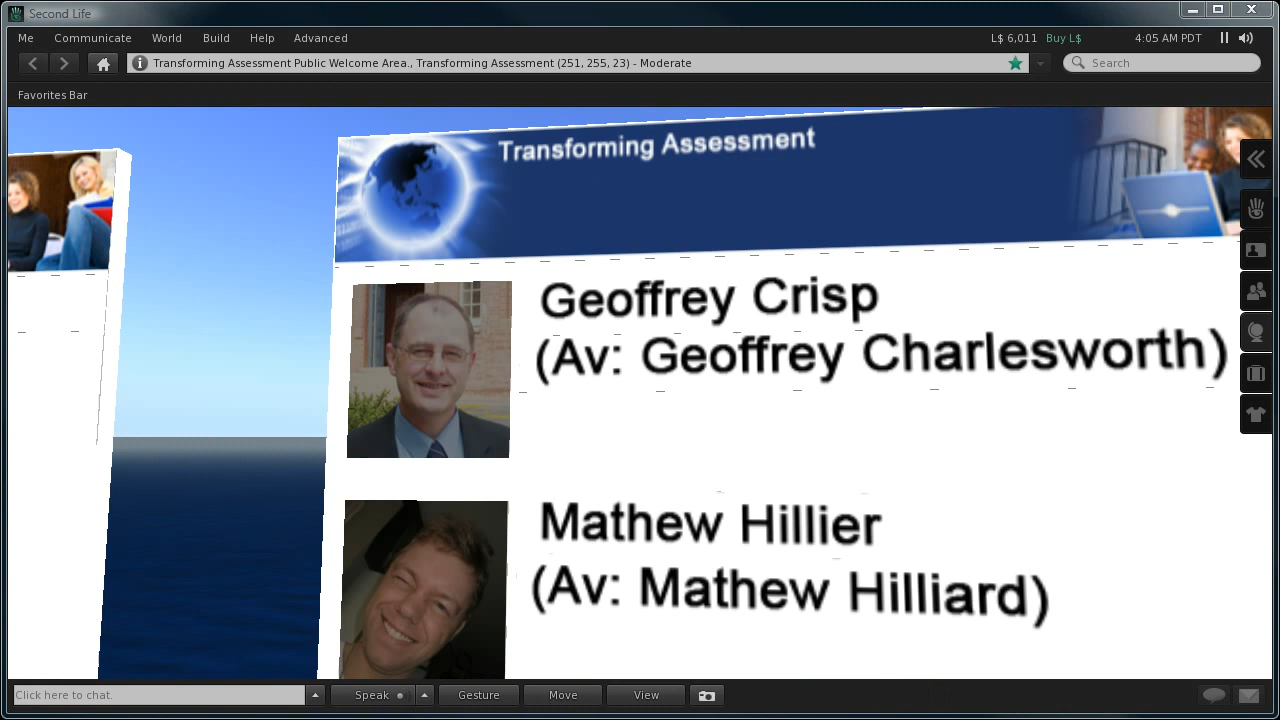 Second Life
Me Communicate World Build Help Advanced
L$ 6,011 Buy L$ 4:05 AM PDT
Transforming Assessment Public Welcome Area., Transforming Assessment (251, 255, 23) - Moderate
Search
Favorites Bar
Transforming Assessment
Geoffrey Crisp
(Av: Geoffrey Charlesworth)
Mathew Hillier
(Av: Mathew Hilliard)
Click here to chat. Speak Gesture Move View